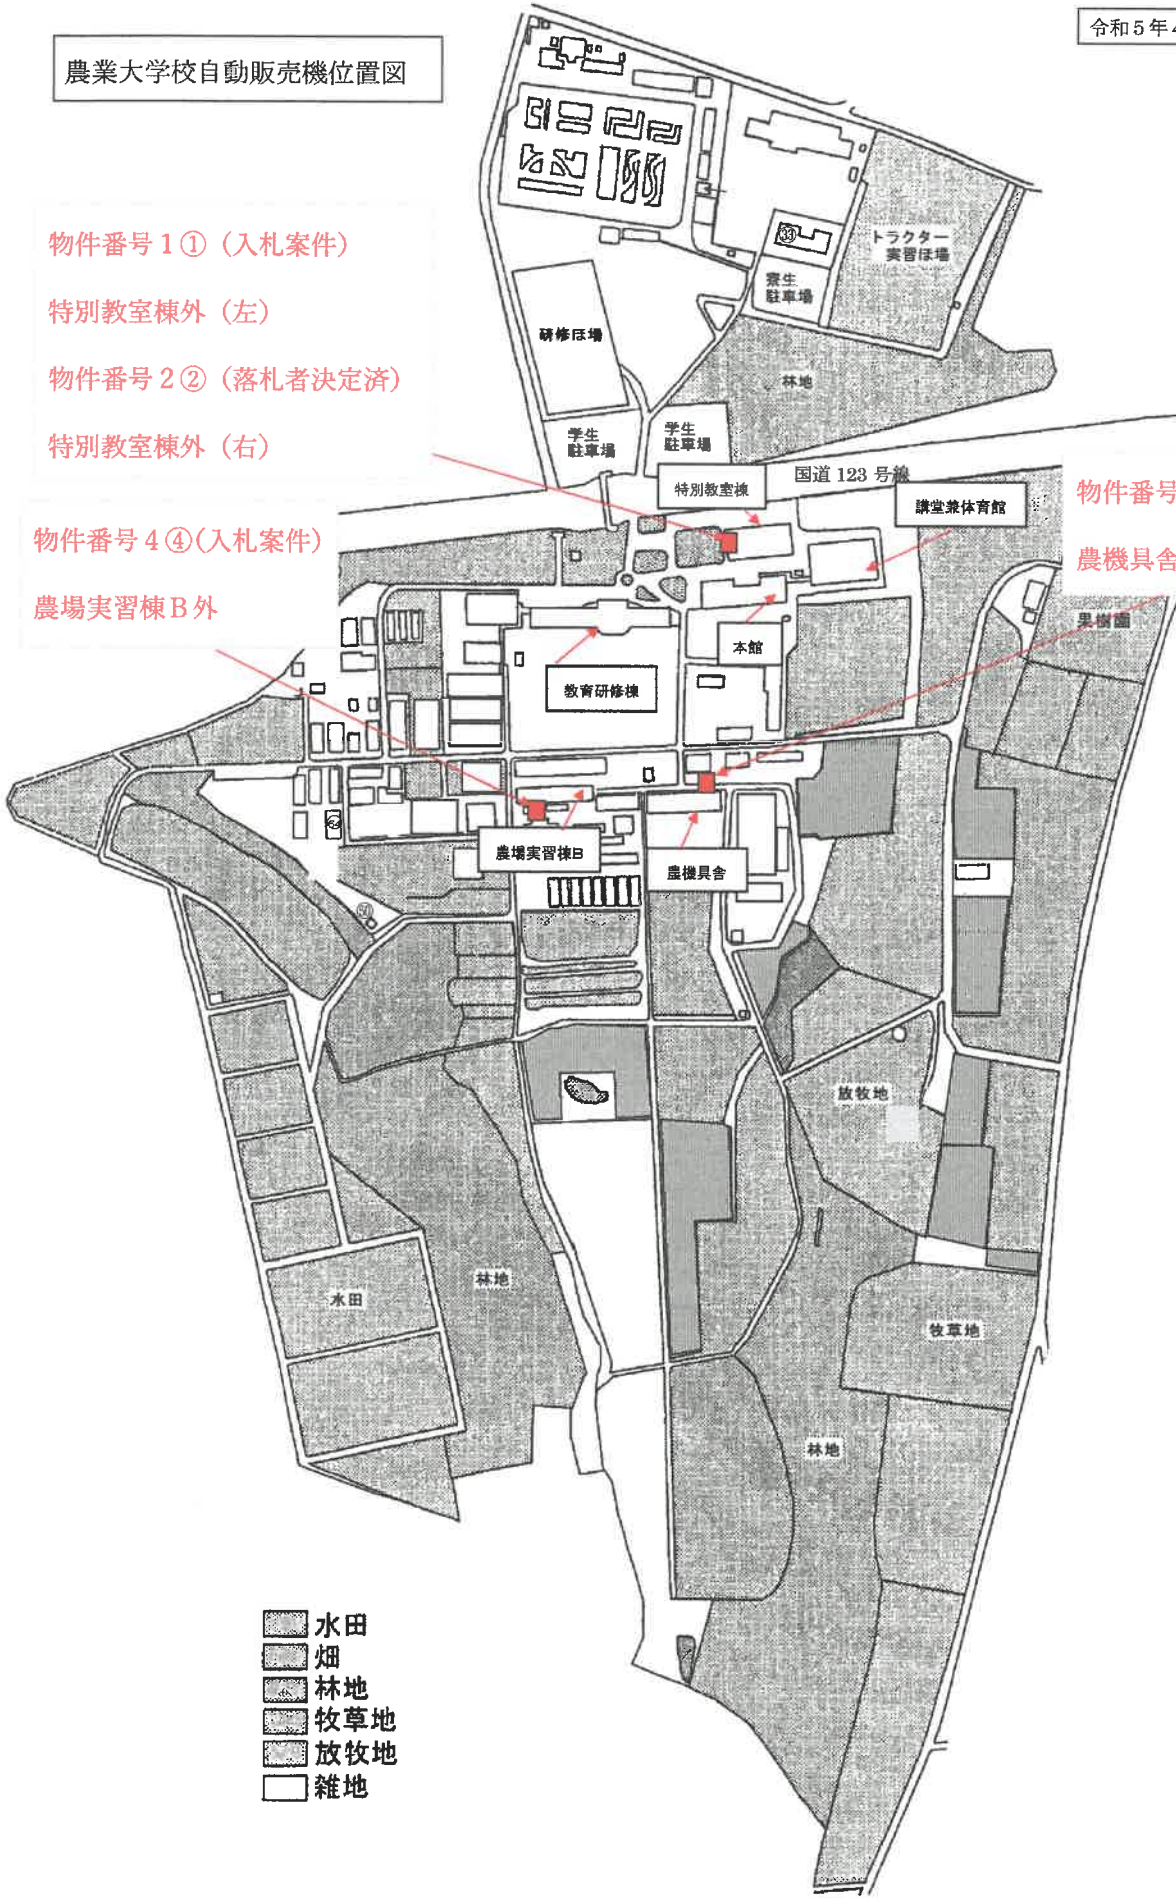 農業大学校自動販売機位置図
令和5年4
物件番号1①（入札案件）
特別教室棟外（左）
物件番号2②（落札者決定済）
特別教室棟外（右）
物件番号4④(入札案件)
農場実習棟B外
物件番号
農機具舎
㉝
トラクター
実習ほ場
寮生
駐車場
研修ほ場
林地
学生
駐車場
学生
駐車場
国道123号線
特別教室棟
講堂兼体育館
果樹園
本館
教育研修棟
農場実習棟B
農機具舎
放牧地
林地
水田
牧草地
林地
水田
畑
林地
牧草地
放牧地
雑地